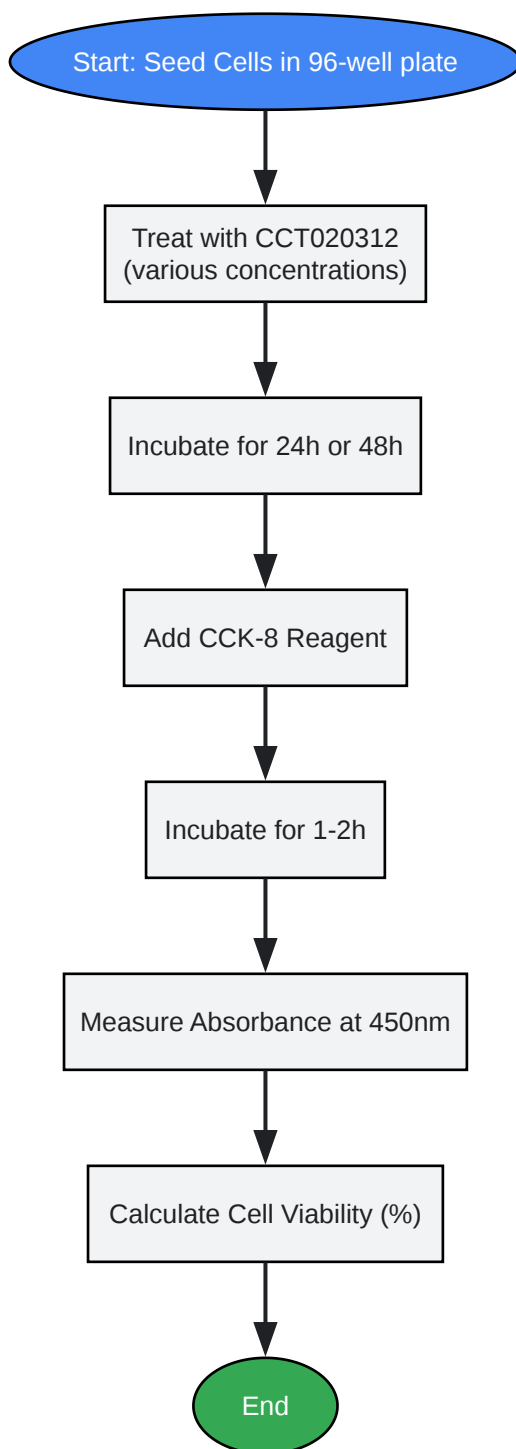 Start: Seed Cells in 96-well plate
Treat with CCT020312
(various concentrations)
Incubate for 24h or 48h
Add CCK-8 Reagent
Incubate for 1-2h
Measure Absorbance at 450nm
Calculate Cell Viability (%)
End